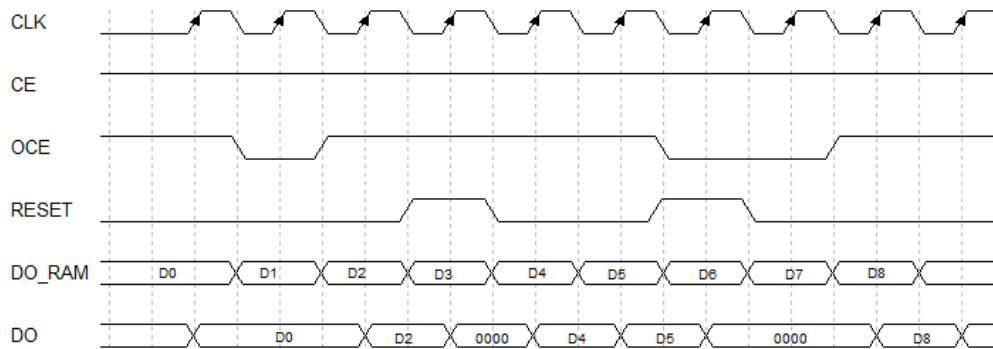 CLK
CE
OCE
RESET
DO_RAM D0 D1 D2 D3 D4 D5 D6 D7 D8
DO D0 D2 0000 D4 D5 0000 D8